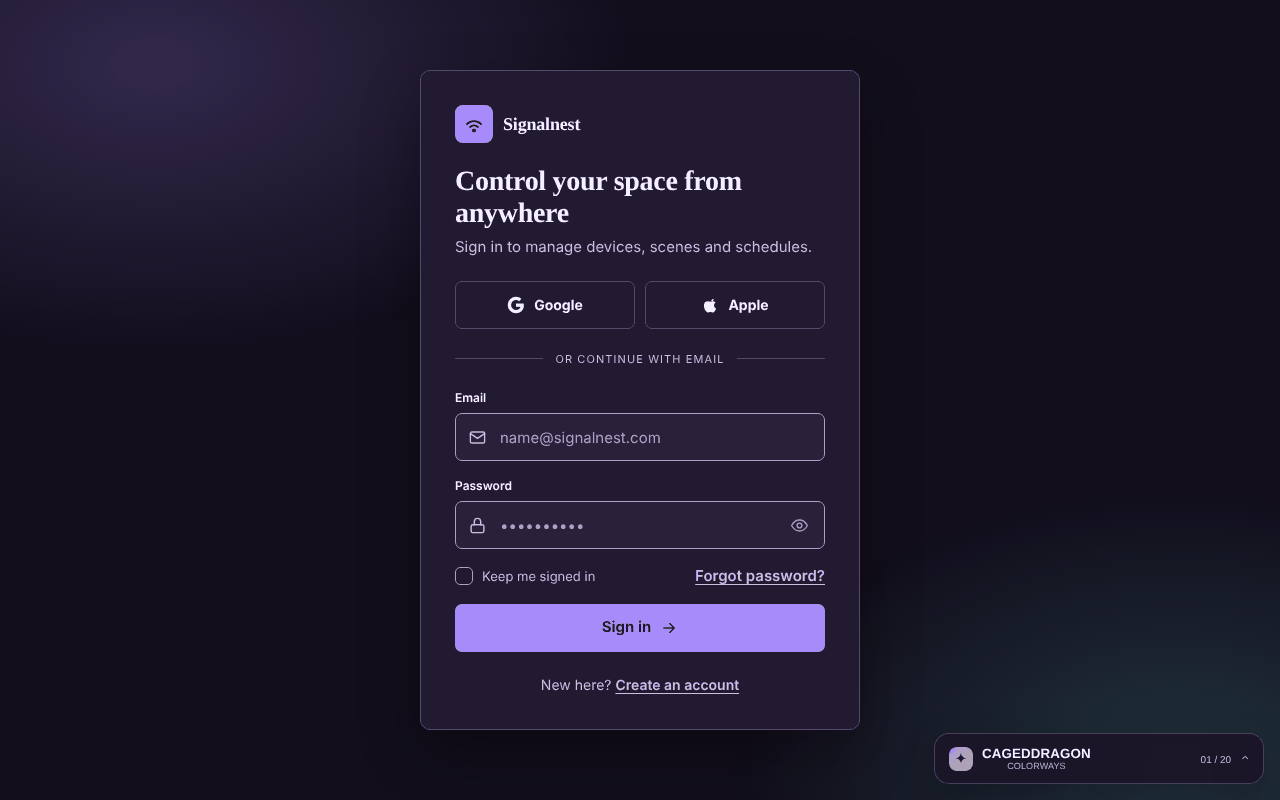 Signalnest
Control your space from
anywhere
Sign in to manage devices, scenes and schedules.
Google
Apple
OR CONTINUE WITH EMAIL
Email
name@signalnest.com
Password
Keep me signed in
Forgot password?
Sign in
New here? Create an account
CAGEDDRAGON
COLORWAYS
01 / 20